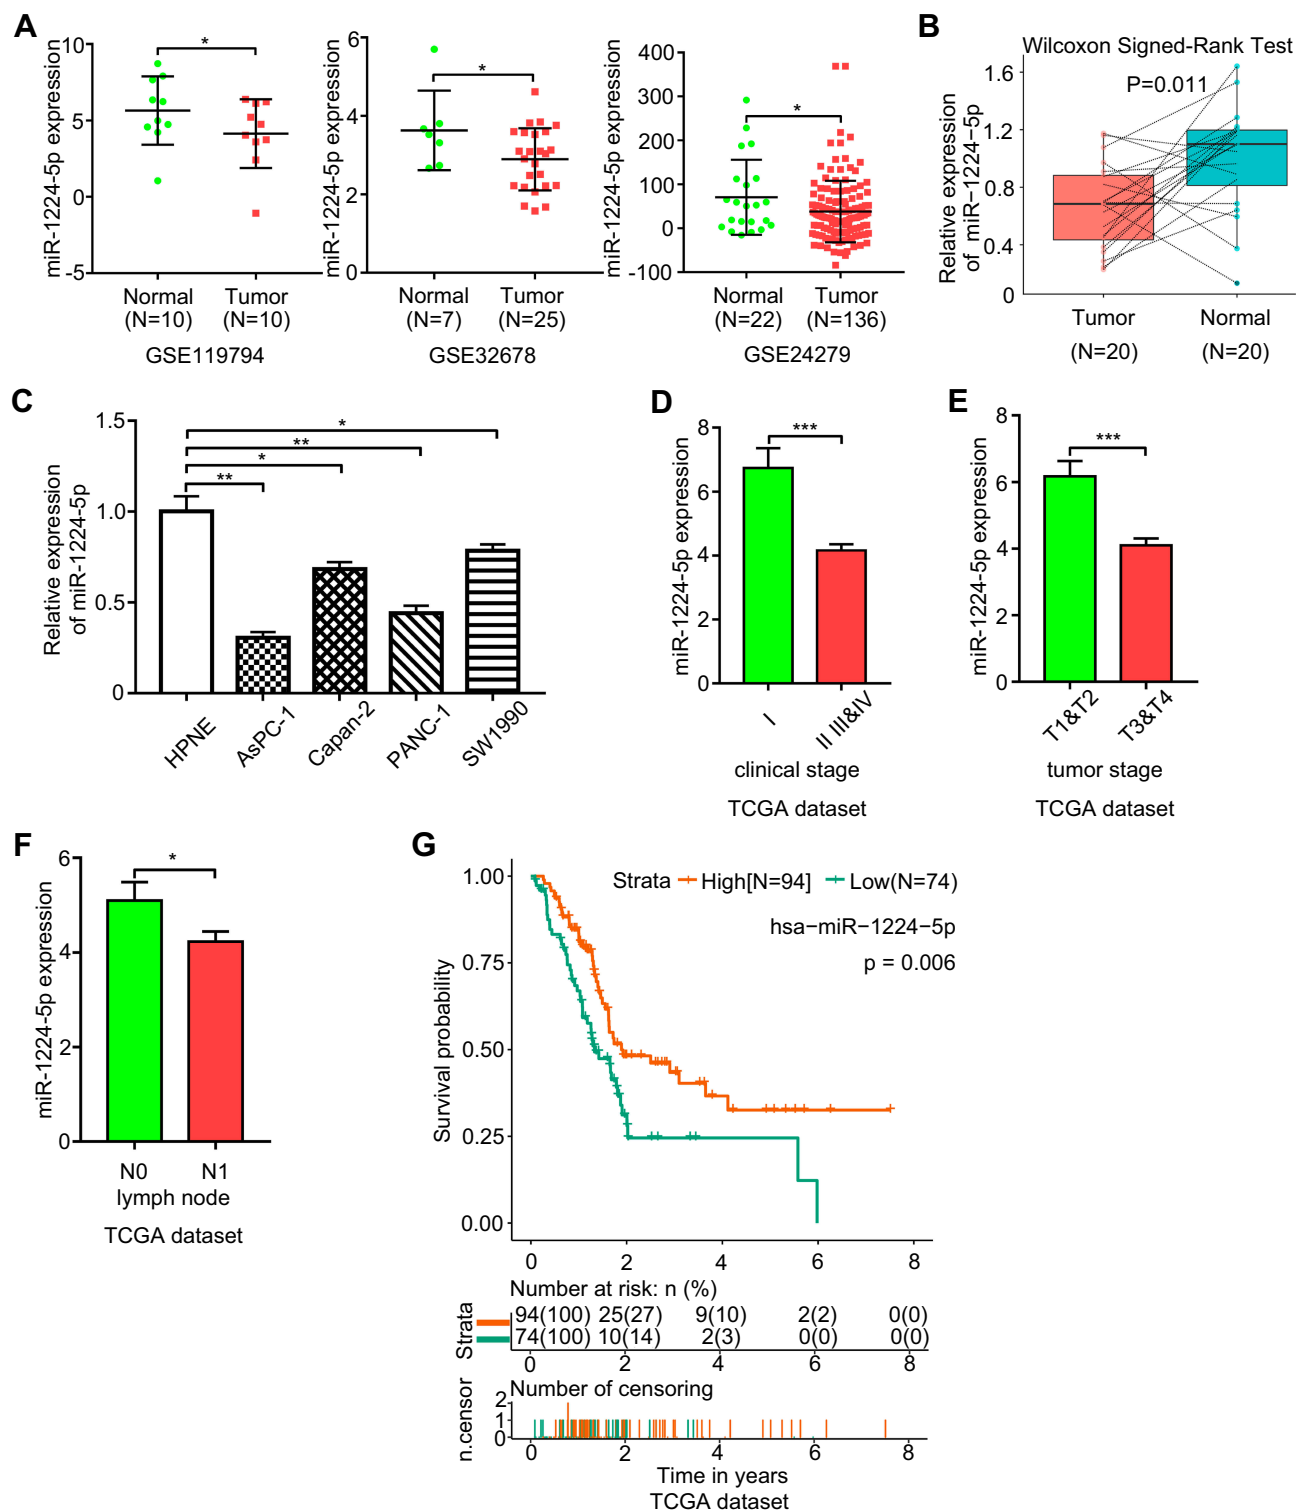 A
miR-1224-5p expression
10
5
0
-5
*
Normal
(N=10)
Tumor
(N=10)
GSE119794
miR-1224-5p expression
6
4
2
0
*
Normal
(N=7)
Tumor
(N=25)
GSE32678
miR-1224-5p expression
400
300
200
100
0
-100
*
Normal
(N=22)
Tumor
(N=136)
GSE24279
B
Wilcoxon Signed-Rank Test
P=0.011
Relative expression
of miR−1224−5p
1.6
1.2
0.8
0.4
0
Tumor
(N=20)
Normal
(N=20)
C
Relative expression
of miR-1224-5p
1.5
1.0
0.5
0
*
**
*
**
HPNE
AsPC-1
Capan-2
PANC-1
SW1990
D
miR-1224-5p expression
8
6
4
2
0
***
I
II III&IV
clinical stage
TCGA dataset
E
miR-1224-5p expression
8
6
4
2
0
***
T1&T2
T3&T4
tumor stage
TCGA dataset
F
miR-1224-5p expression
6
4
2
0
*
N0
N1
lymph node
TCGA dataset
G
Strata High[N=94] Low(N=74)
hsa−miR−1224−5p
p = 0.006
Survival probability
1.00
0.75
0.50
0.25
0.00
0 2 4 6 8
Number at risk: n (%)
Strata
94(100) 25(27) 9(10) 2(2) 0(0)
74(100) 10(14) 2(3) 0(0) 0(0)
0 2 4 6 8
Number of censoring
n.censor
2
1
0
0 2 4 6 8
Time in years
TCGA dataset